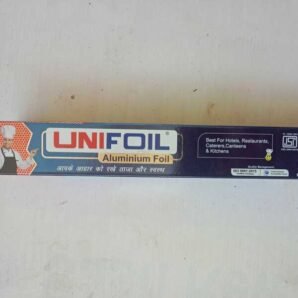 UNIFOIL
Aluminium Foil
आपके आहार को रखे ताजा और स्वस्थ
Best For Hotels, Restaurants,
Caterers,Canteens
& Kitchens